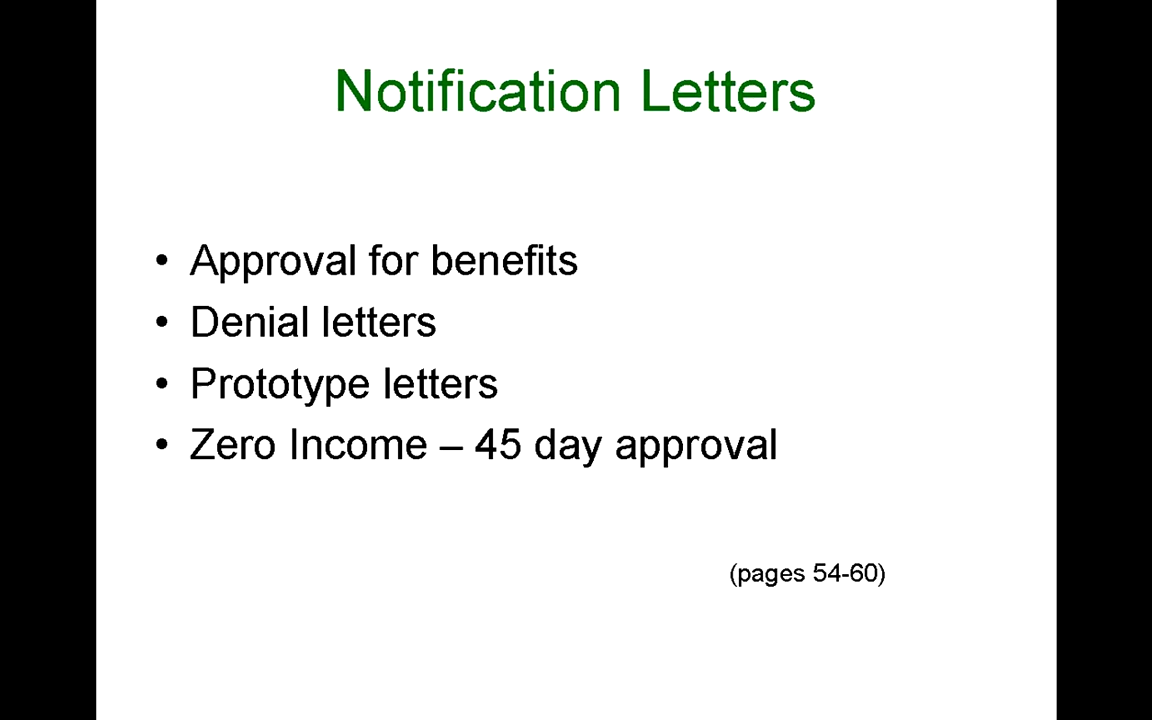 Notification Letters
• Approval for benefits
• Denial letters
• Prototype letters
• Zero Income – 45 day approval
(pages 54-60)